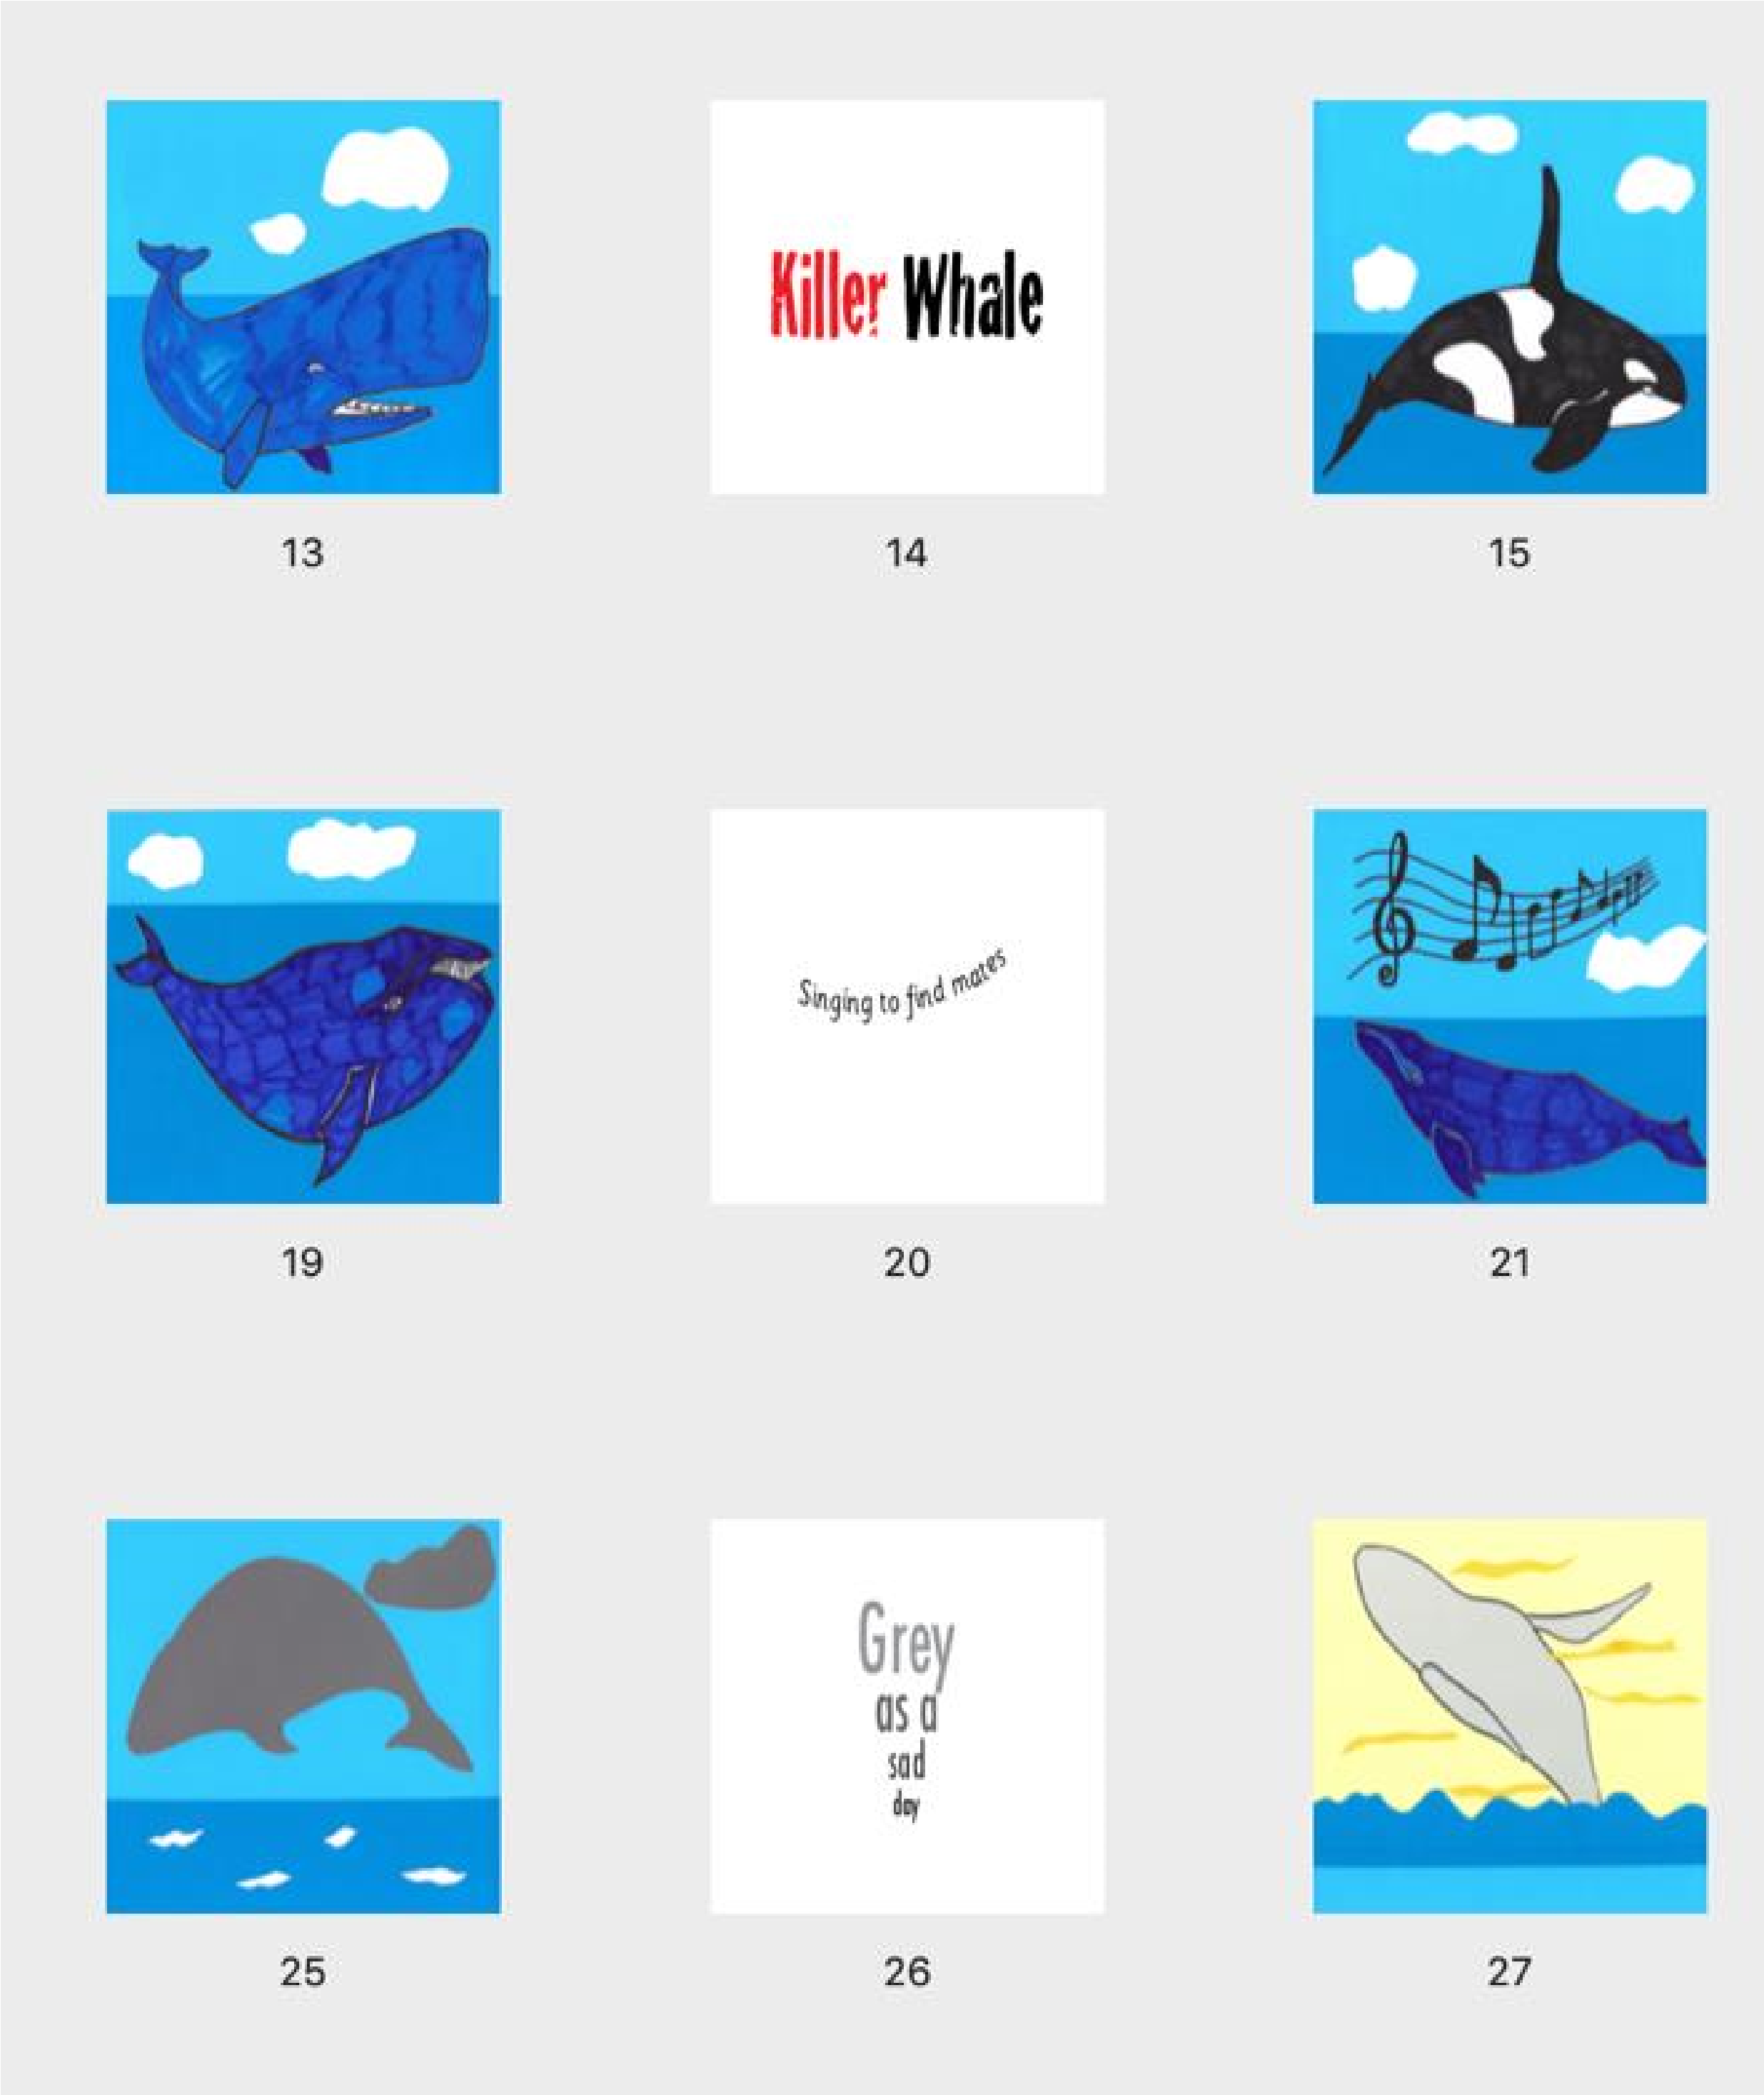 Killer Whale
13
14
15
Singing to find mates
19
20
21
Grey
as a
sad
day
25
26
27